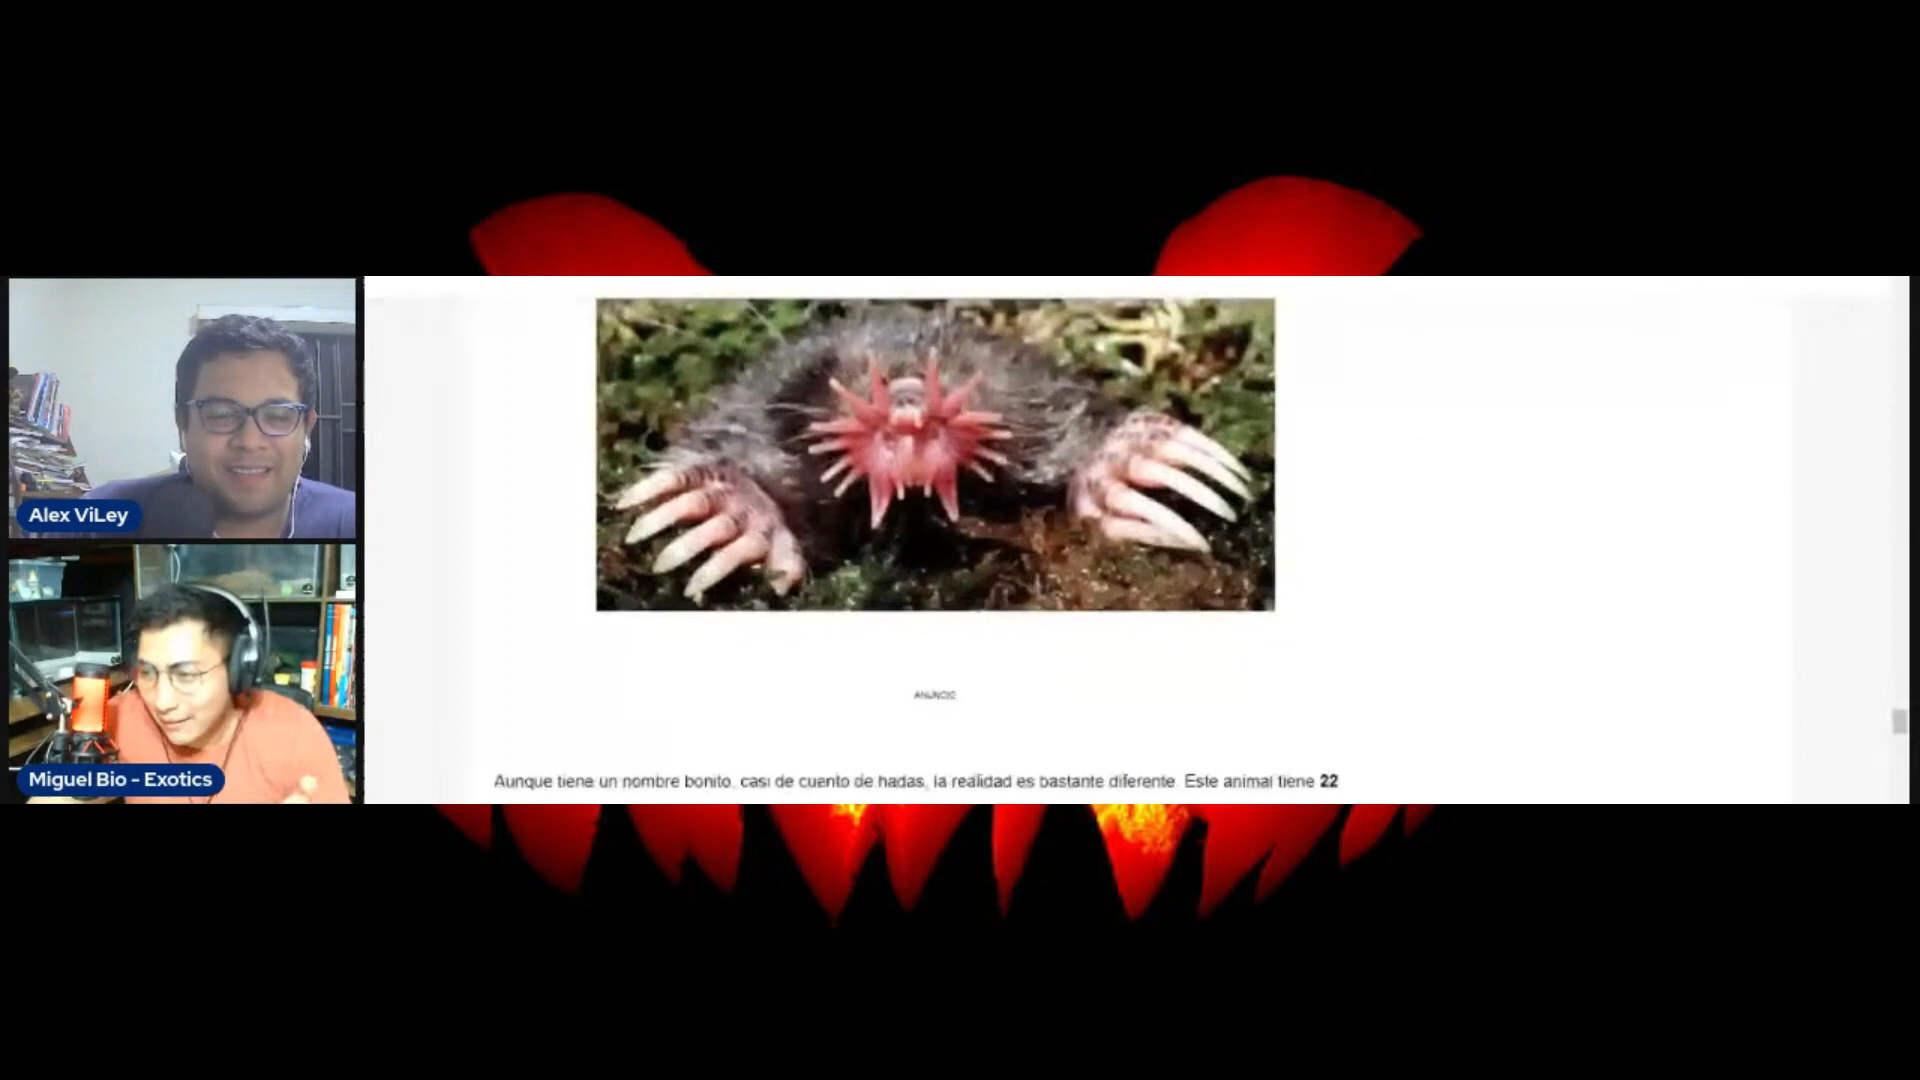 Alex ViLey
Miguel Bio - Exotics
ANUNCIO
Aunque tiene un nombre bonito, casi de cuento de hadas, la realidad es bastante diferente. Este animal tiene 22